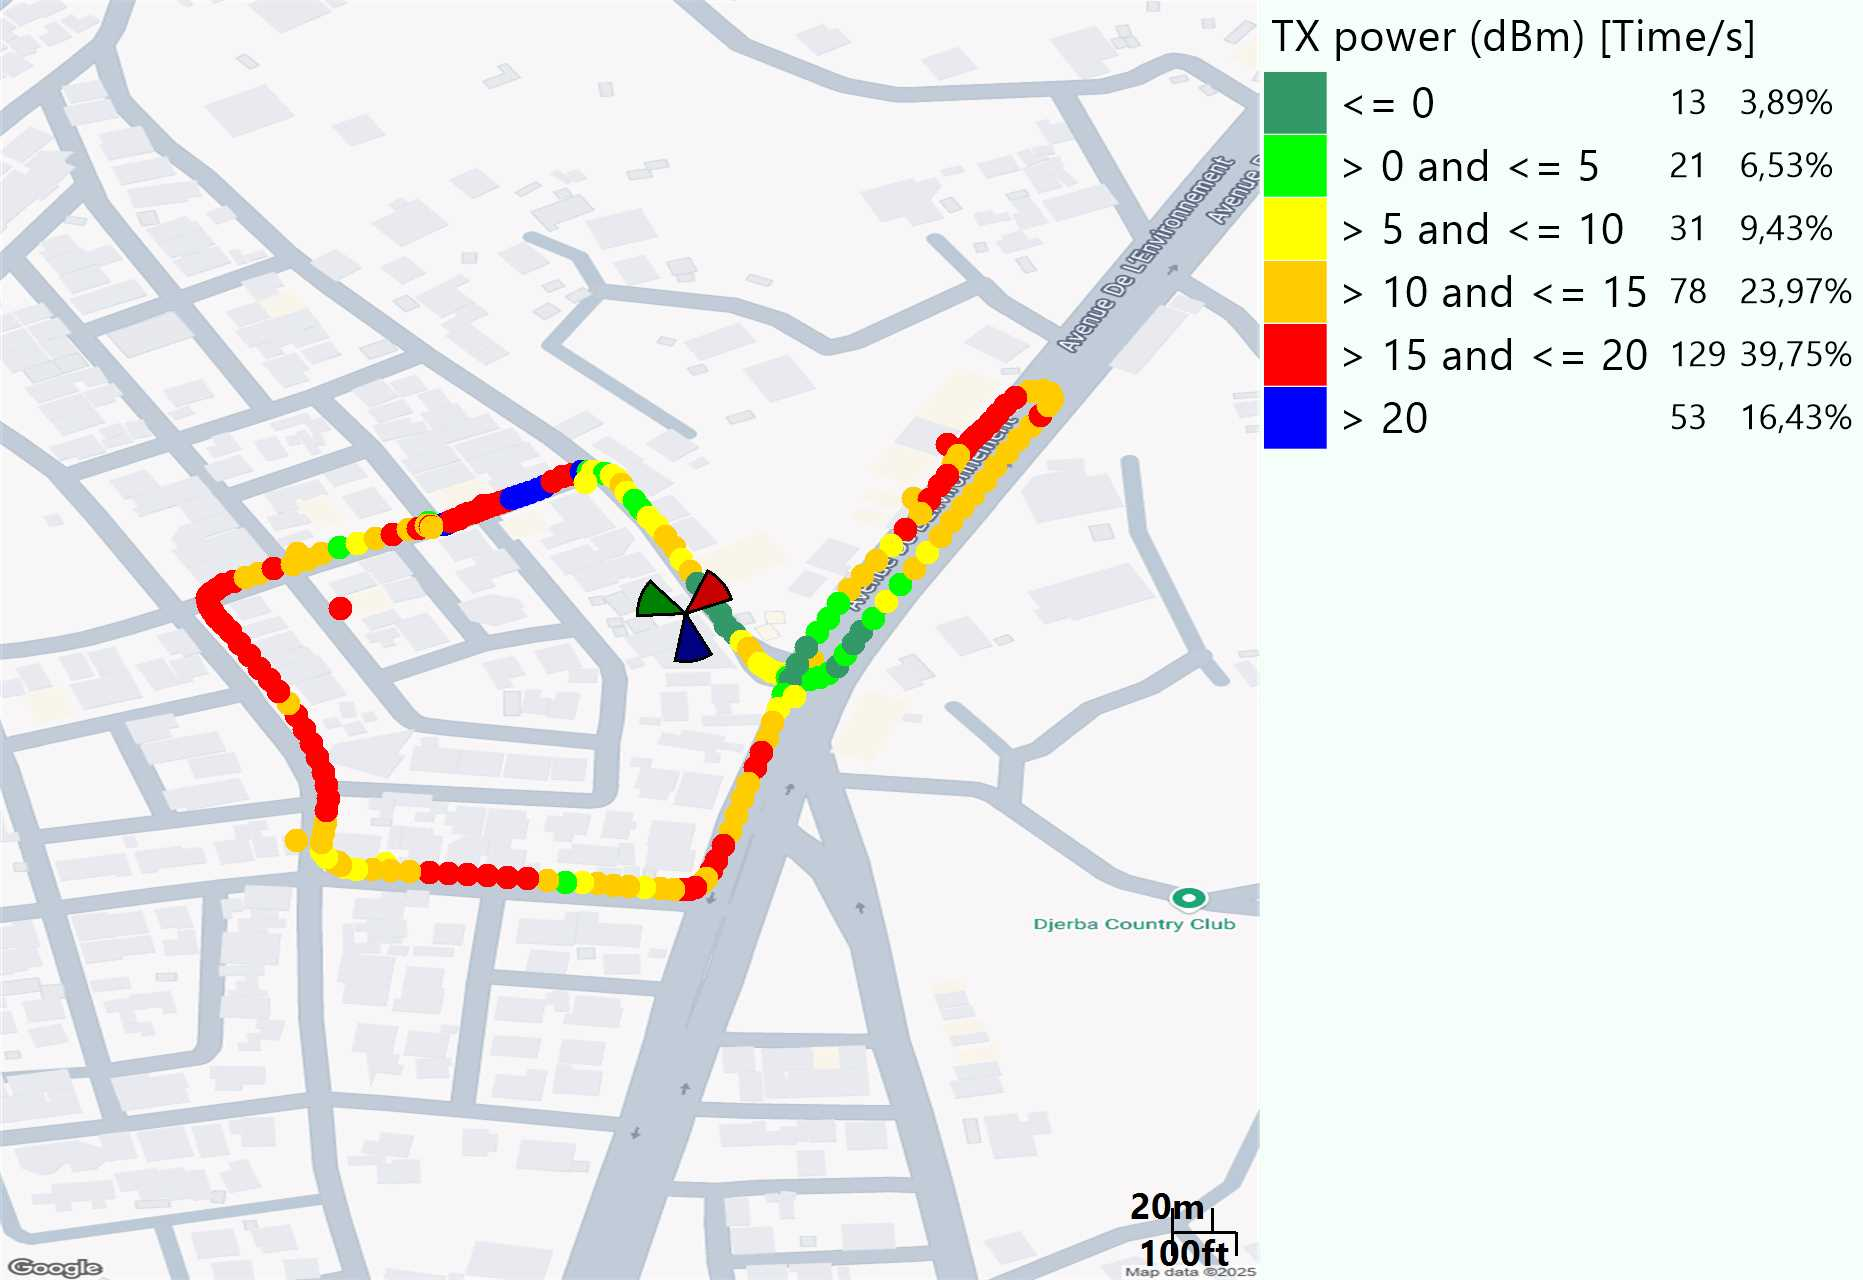 TX power (dBm) [Time/s]
<= 0 13 3,89%
> 0 and <= 5 21 6,53%
> 5 and <= 10 31 9,43%
> 10 and <= 15 78 23,97%
> 15 and <= 20 129 39,75%
> 20 53 16,43%
Avenue De L'Environnement
Avenue
Avenue
Djerba Country Club
20m
100ft
Google
Map data ©2025